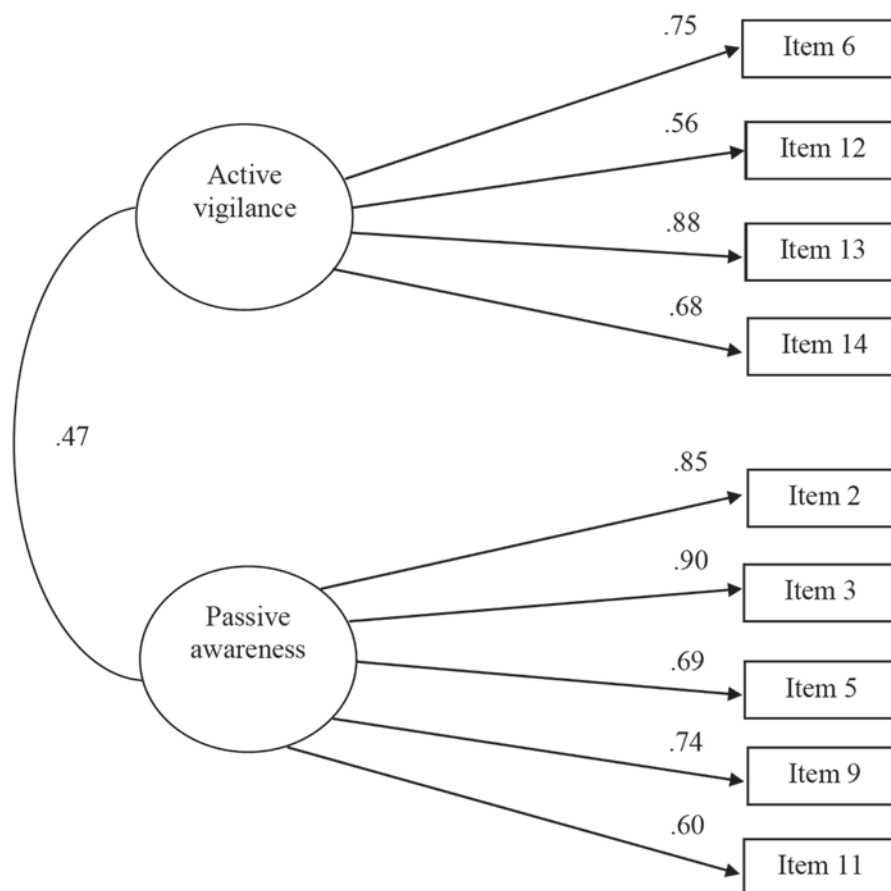 .75
Item 6
.56
Item 12
Active
vigilance
.88
Item 13
.68
Item 14
.47
.85
Item 2
.90
Item 3
Passive
awareness
.69
Item 5
.74
Item 9
.60
Item 11